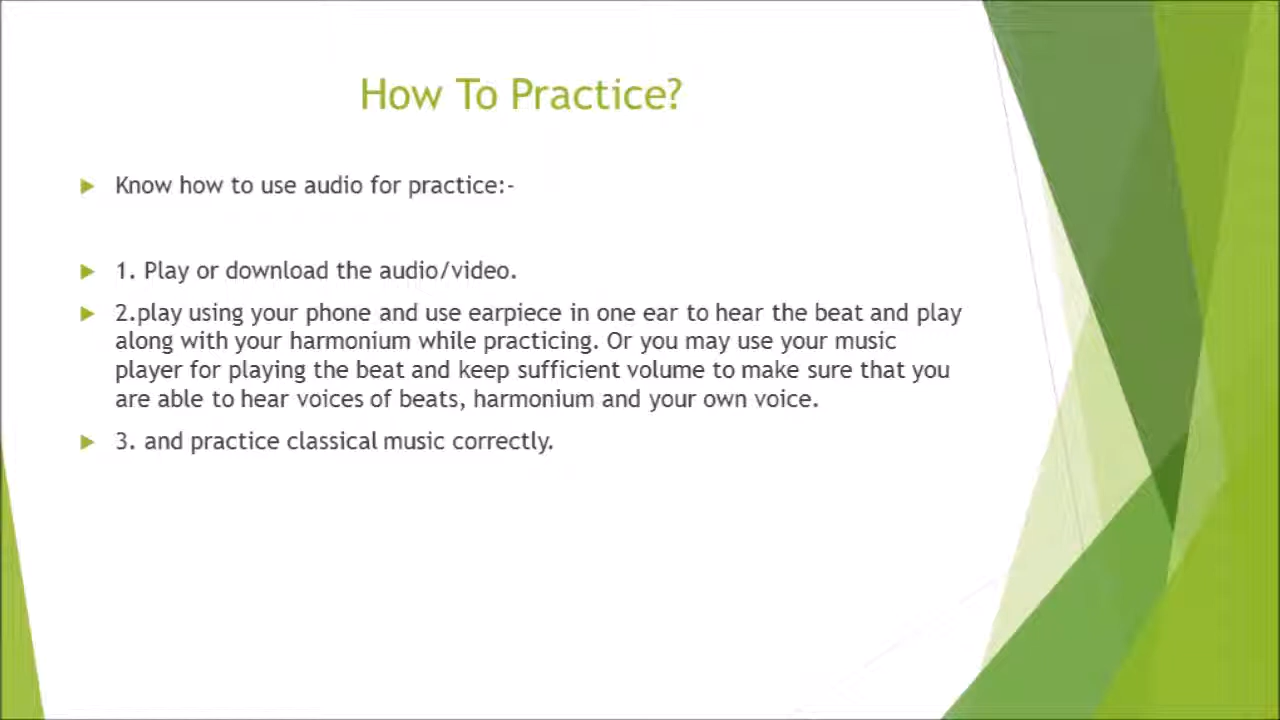 How To Practice?
Know how to use audio for practice:-
1. Play or download the audio/video.
2.play using your phone and use earpiece in one ear to hear the beat and play
along with your harmonium while practicing. Or you may use your music
player for playing the beat and keep sufficient volume to make sure that you
are able to hear voices of beats, harmonium and your own voice.
3. and practice classical music correctly.